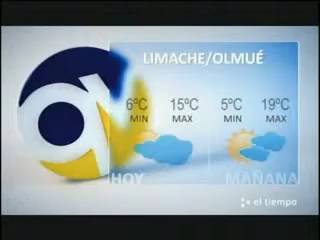 LIMACHE/OLMUÉ
6ºC 15ºC 5ºC 19ºC
MIN MAX MIN MAX
HOY MAÑANA
el tiempo